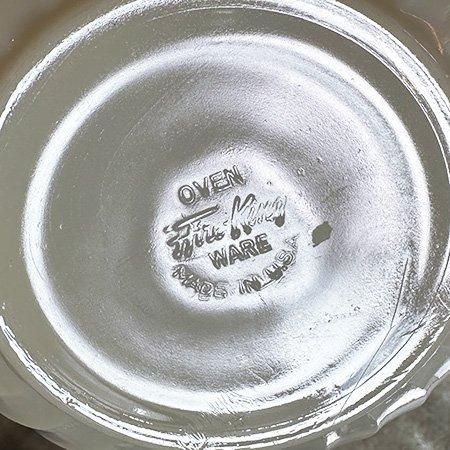 OVEN
Fire-King
WARE
MADE IN U.S.A.